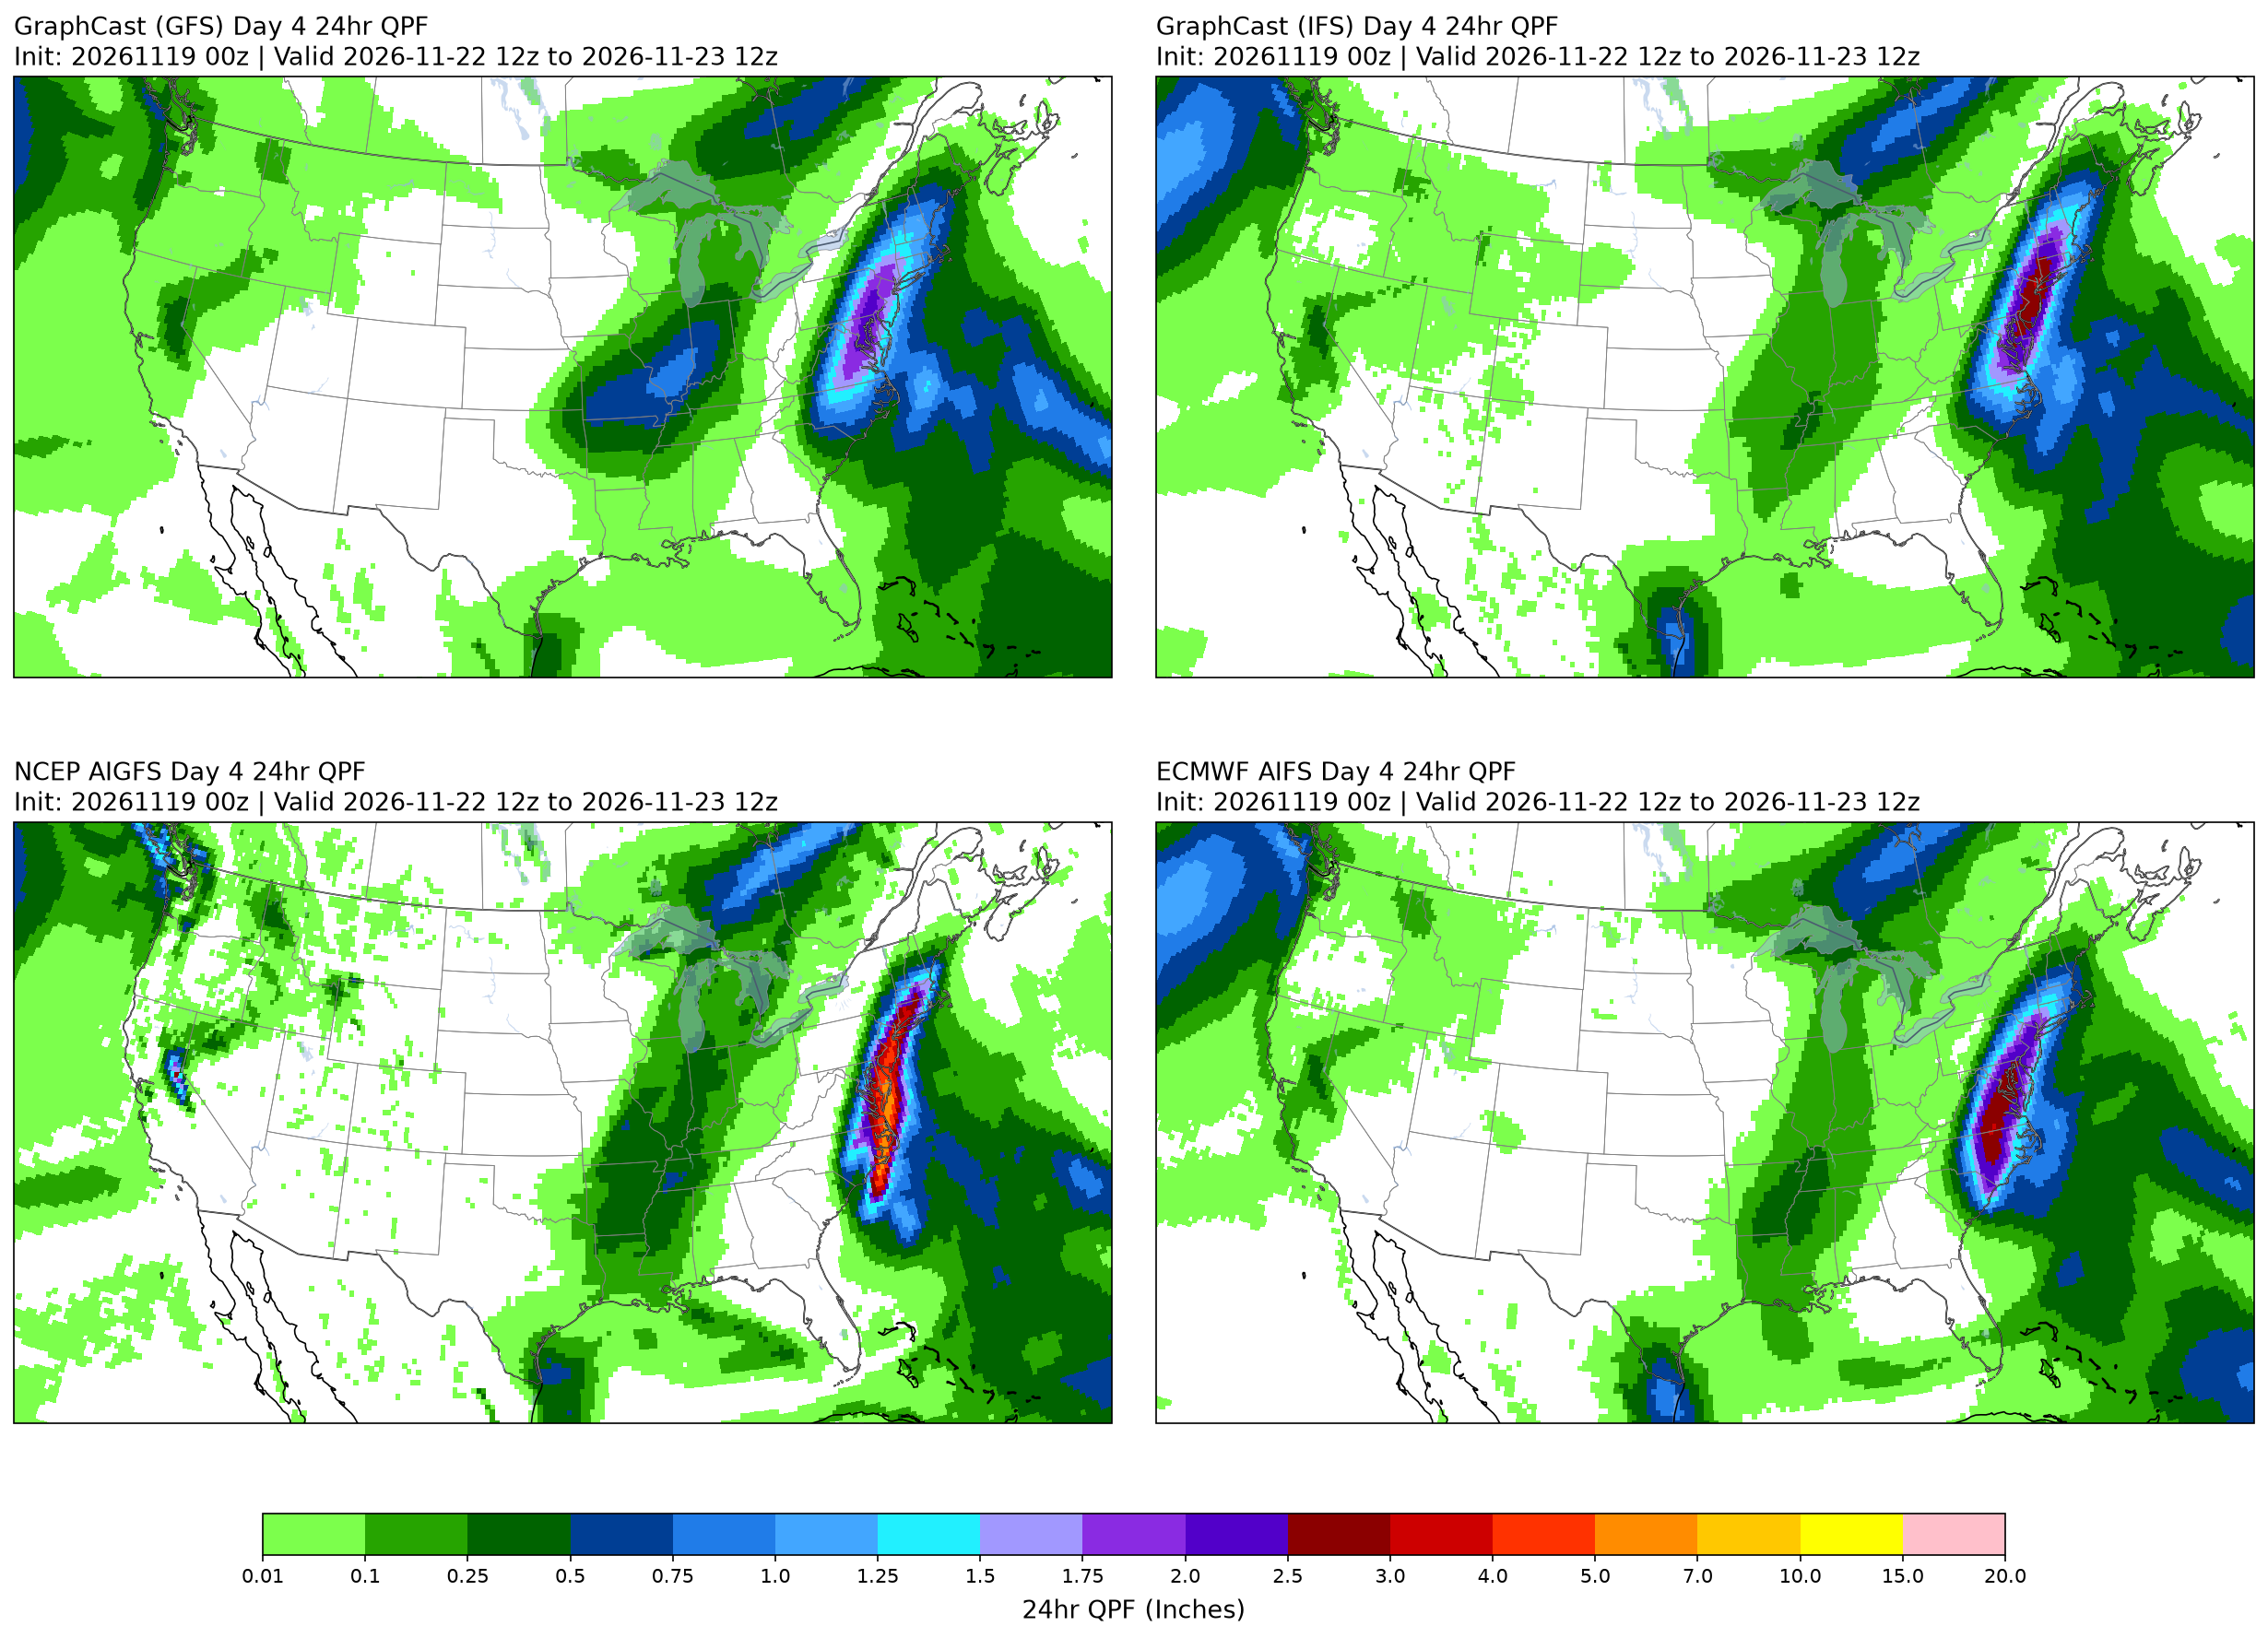 GraphCast (GFS) Day 4 24hr QPF
Init: 20261119 00z | Valid 2026-11-22 12z to 2026-11-23 12z
GraphCast (IFS) Day 4 24hr QPF
Init: 20261119 00z | Valid 2026-11-22 12z to 2026-11-23 12z
NCEP AIGFS Day 4 24hr QPF
Init: 20261119 00z | Valid 2026-11-22 12z to 2026-11-23 12z
ECMWF AIFS Day 4 24hr QPF
Init: 20261119 00z | Valid 2026-11-22 12z to 2026-11-23 12z
0.01 0.1 0.25 0.5 0.75 1.0 1.25 1.5 1.75 2.0 2.5 3.0 4.0 5.0 7.0 10.0 15.0 20.0
24hr QPF (Inches)